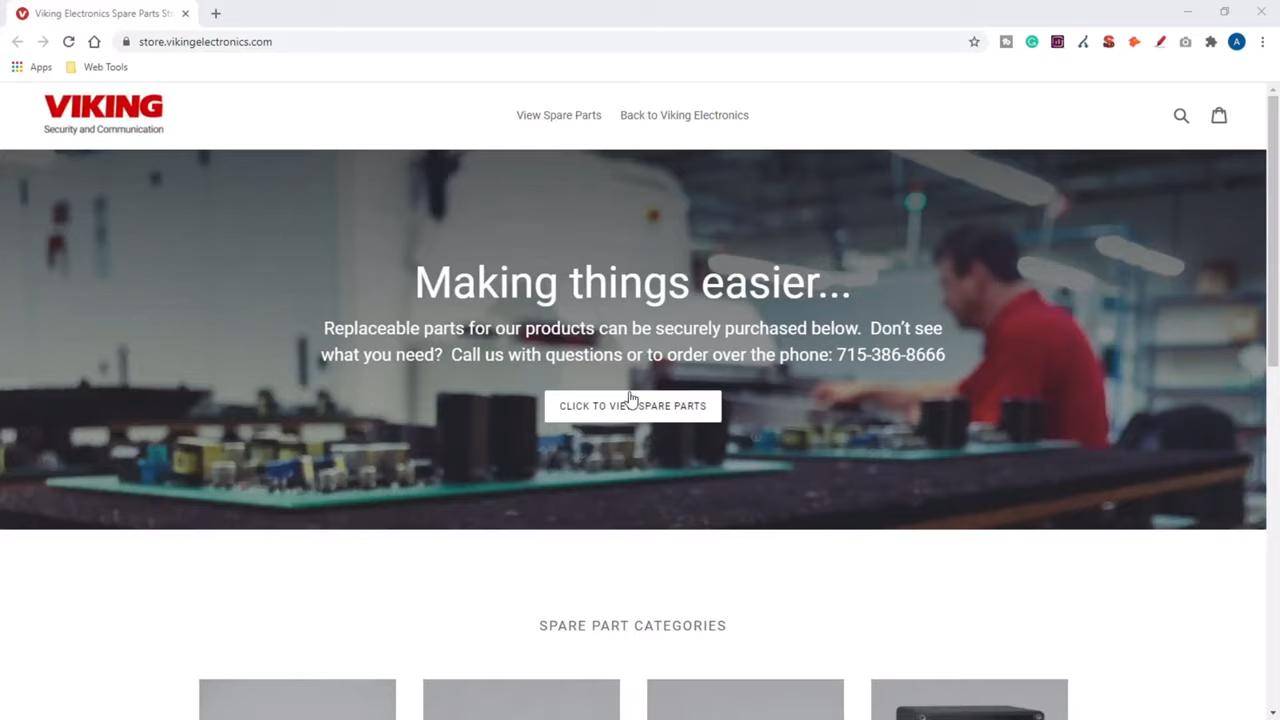 Viking Electronics Spare Parts St
store.vikingelectronics.com
Apps
Web Tools
A
VIKING
Security and Communication
View Spare Parts
Back to Viking Electronics
Making things easier...
Replaceable parts for our products can be securely purchased below. Don't see
what you need? Call us with questions or to order over the phone: 715-386-8666
CLICK TO VIEW SPARE PARTS
SPARE PART CATEGORIES